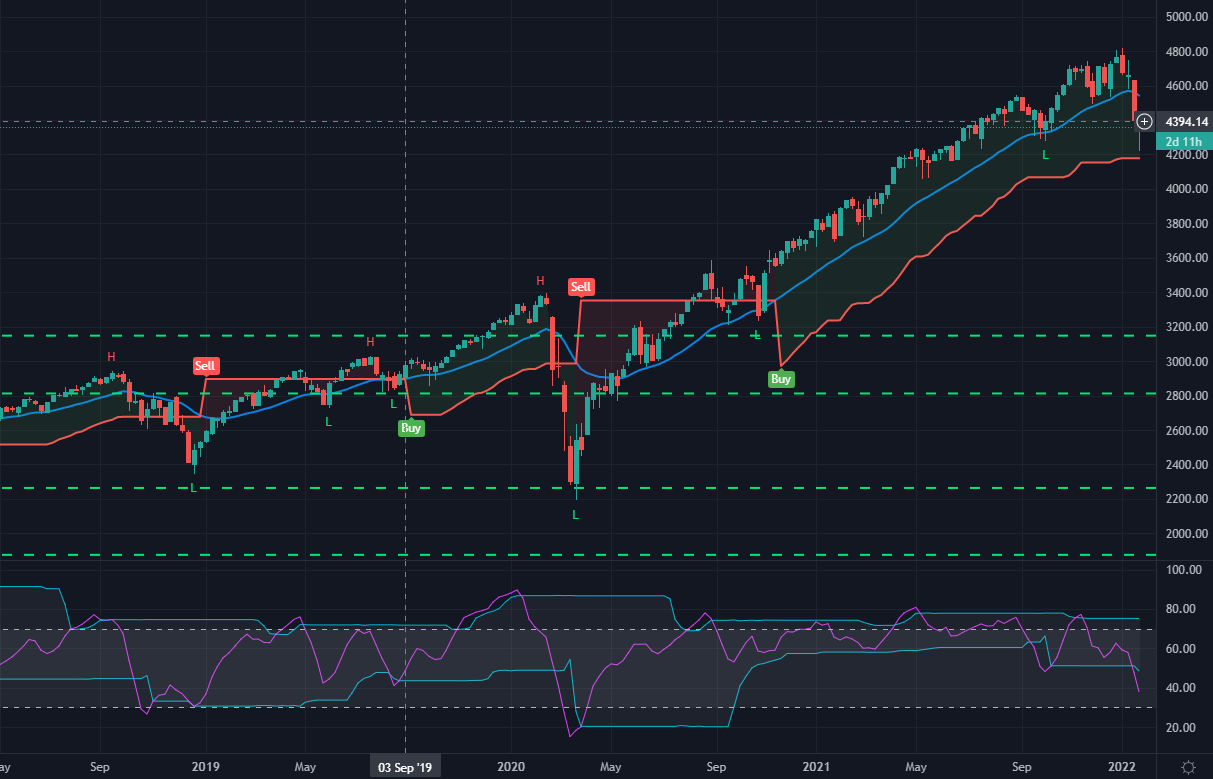 5000.00
4800.00
4600.00
4394.14
2d 11h
4200.00
4000.00
3800.00
3600.00
3400.00
3200.00
3000.00
2800.00
2600.00
2400.00
2200.00
2000.00
H
Sell
L
H
L
L
Buy
H
Sell
L
L
Buy
L
100.00
80.00
60.00
40.00
20.00
ay Sep 2019 May 03 Sep '19 2020 May Sep 2021 May Sep 2022